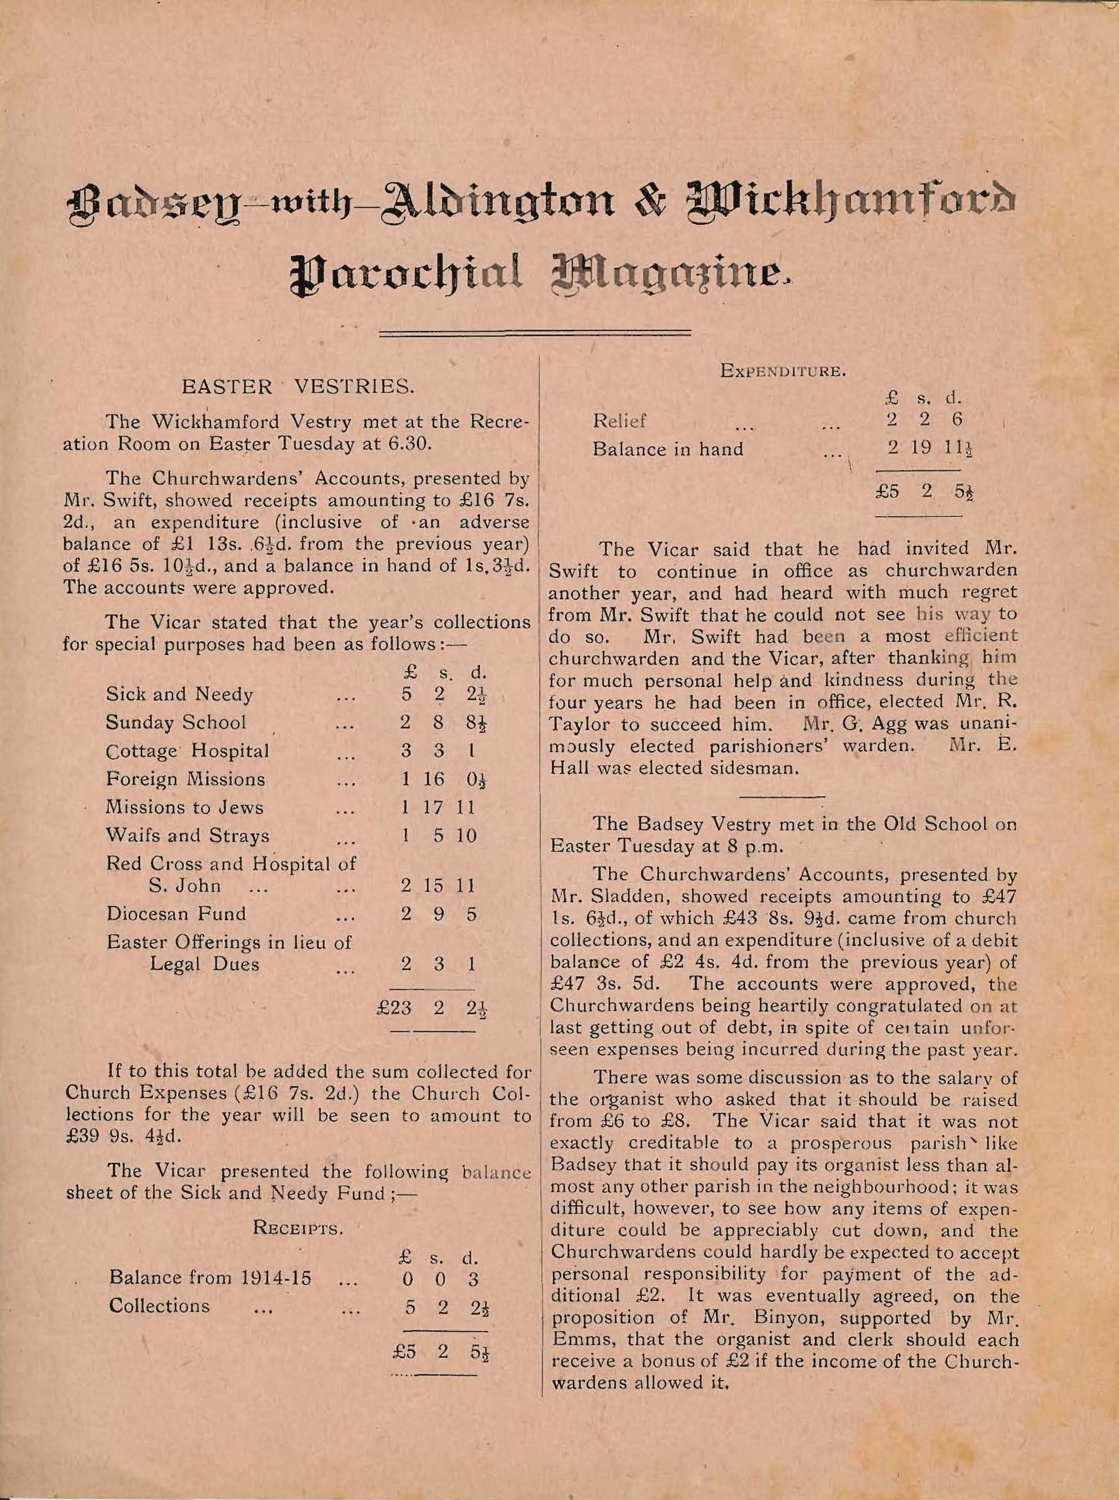 Badsey-with-Aldington & Wickhamford
Parochial Magazine.
EASTER VESTRIES.
The Wickhamford Vestry met at the Recre-
ation Room on Easter Tuesday at 6.30.
The Churchwardens' Accounts, presented by
Mr. Swift, showed receipts amounting to £16 7s.
2d., an expenditure (inclusive of an adverse
balance of £1 13s. 6½d. from the previous year)
of £16 5s. 10½d., and a balance in hand of 1s. 3½d.
The accounts were approved.
The Vicar stated that the year's collections
for special purposes had been as follows:—
£ s. d.
Sick and Needy ... 5 2 2½
Sunday School ... 2 8 8½
Cottage Hospital ... 3 3 1
Foreign Missions ... 1 16 0½
Missions to Jews ... 1 17 11
Waifs and Strays ... 1 5 10
Red Cross and Hospital of
S. John ... ... 2 15 11
Diocesan Fund ... 2 9 5
Easter Offerings in lieu of
Legal Dues ... 2 3 1
£23 2 2½
If to this total be added the sum collected for
Church Expenses (£16 7s. 2d.) the Church Col-
lections for the year will be seen to amount to
£39 9s. 4½d.
The Vicar presented the following balance
sheet of the Sick and Needy Fund;—
RECEIPTS.
£ s. d.
Balance from 1914-15 ... 0 0 3
Collections ... ... 5 2 2½
£5 2 5½
EXPENDITURE.
£ s. d.
Relief ... ... 2 2 6
Balance in hand ... 2 19 11½
£5 2 5½
The Vicar said that he had invited Mr.
Swift to continue in office as churchwarden
another year, and had heard with much regret
from Mr. Swift that he could not see his way to
do so. Mr. Swift had been a most efficient
churchwarden and the Vicar, after thanking him
for much personal help and kindness during the
four years he had been in office, elected Mr. R.
Taylor to succeed him. Mr. G. Agg was unani-
mously elected parishioners' warden. Mr. E.
Hall was elected sidesman.
The Badsey Vestry met in the Old School on
Easter Tuesday at 8 p.m.
The Churchwardens' Accounts, presented by
Mr. Sladden, showed receipts amounting to £47
1s. 6½d., of which £43 8s. 9½d. came from church
collections, and an expenditure (inclusive of a debit
balance of £2 4s. 4d. from the previous year) of
£47 3s. 5d. The accounts were approved, the
Churchwardens being heartily congratulated on at
last getting out of debt, in spite of certain unfor-
seen expenses being incurred during the past year.
There was some discussion as to the salary of
the organist who asked that it should be raised
from £6 to £8. The Vicar said that it was not
exactly creditable to a prosperous parish like
Badsey that it should pay its organist less than al-
most any other parish in the neighbourhood; it was
difficult, however, to see how any items of expen-
diture could be appreciably cut down, and the
Churchwardens could hardly be expected to accept
personal responsibility for payment of the ad-
ditional £2. It was eventually agreed, on the
proposition of Mr. Binyon, supported by Mr.
Emms, that the organist and clerk should each
receive a bonus of £2 if the income of the Church-
wardens allowed it.